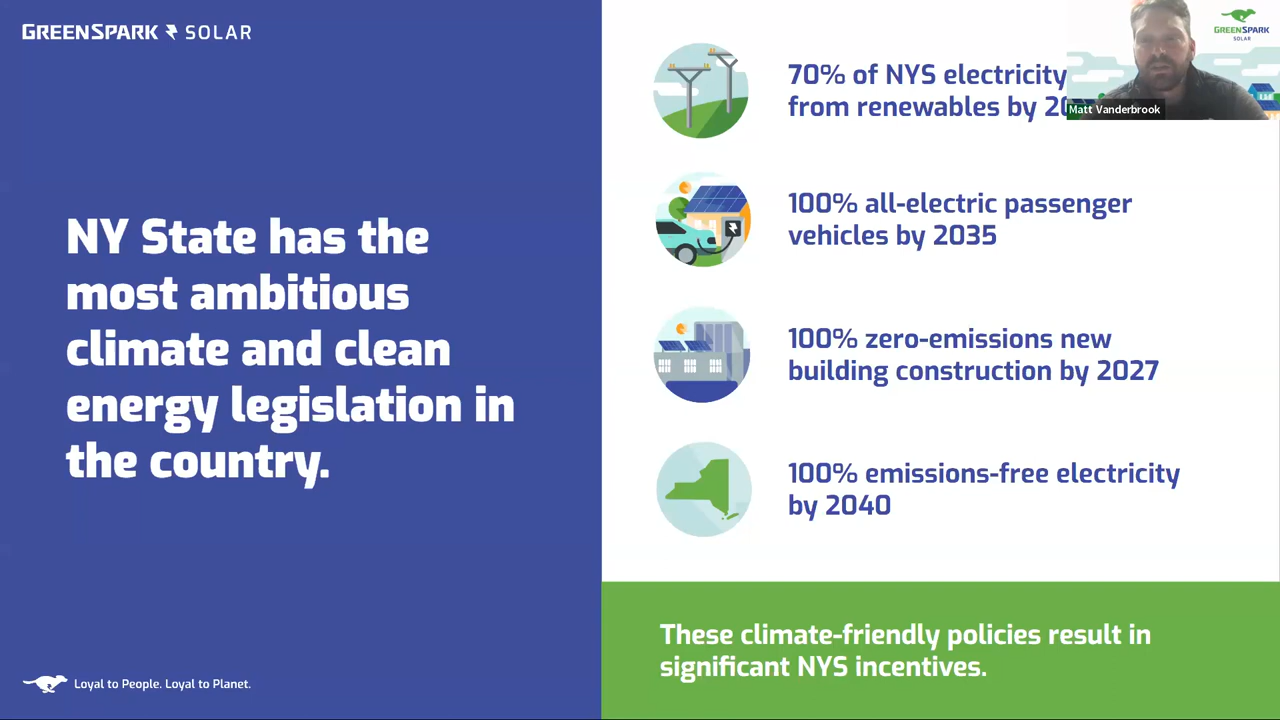 GREENSPARK SOLAR
NY State has the
most ambitious
climate and clean
energy legislation in
the country.
Loyal to People. Loyal to Planet.
70% of NYS electricity
from renewables by
100% all-electric passenger
vehicles by 2035
100% zero-emissions new
building construction by 2027
100% emissions-free electricity
by 2040
These climate-friendly policies result in
significant NYS incentives.
GREENSPARK
SOLAR
Matt Vanderbrook